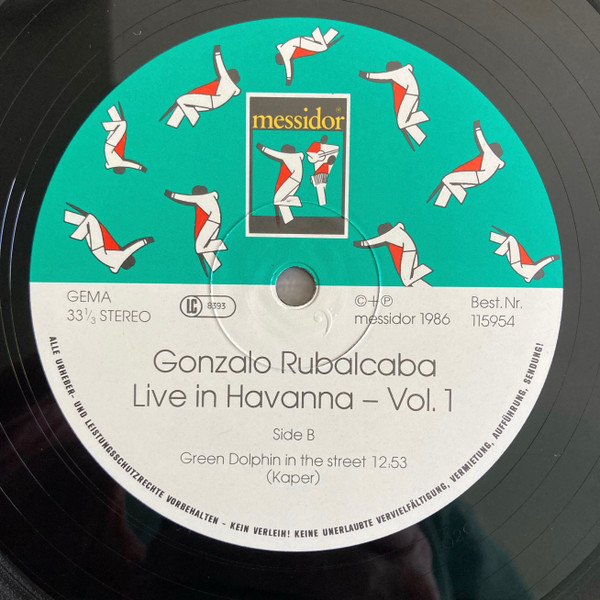 messidor
GEMA
33 1/3 STEREO
LC 8393
©+Ⓟ
messidor 1986
Best. Nr.
115954
Gonzalo Rubalcaba
Live in Havanna – Vol. 1
Side B
Green Dolphin in the street 12,53
(Kaper)
ALLE URHEBER- UND LEISTUNGSSCHUTZRECHTE VORBEHALTEN - KEIN VERLEIH! KEINE UNERLAUBTE VERVIELFÄLTIGUNG, VERMIETUNG, AUFFÜHRUNG, SENDUNG!